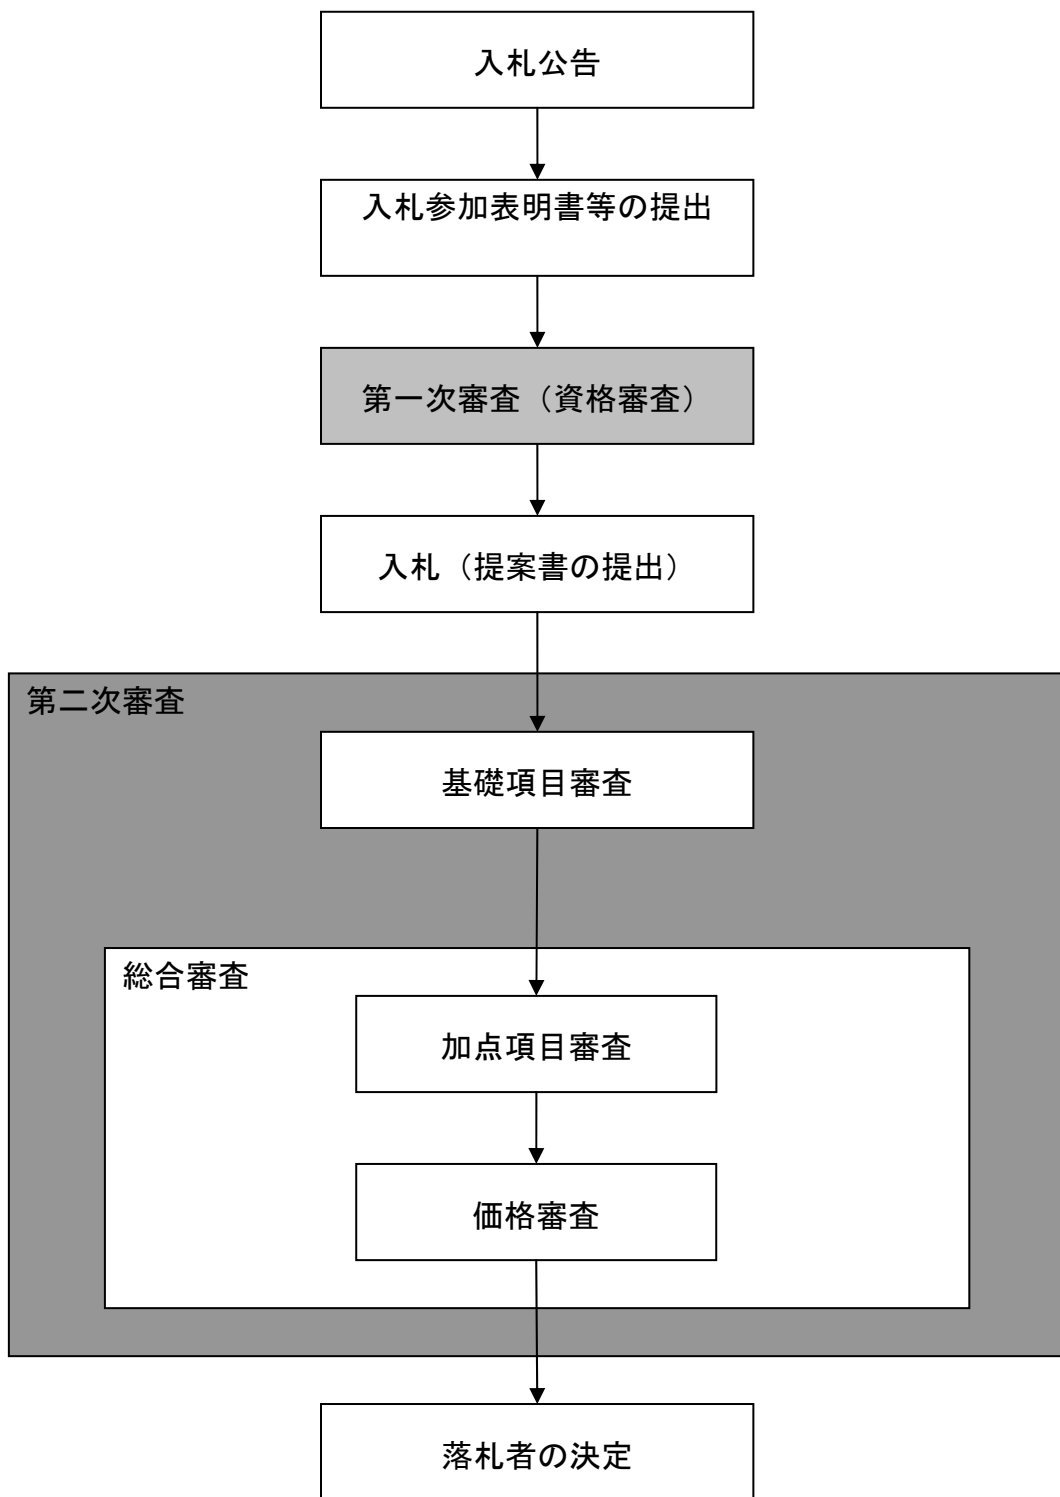 入札公告
入札参加表明書等の提出
第一次審査（資格審査）
入札（提案書の提出）
第二次審査
基礎項目審査
総合審査
加点項目審査
価格審査
落札者の決定